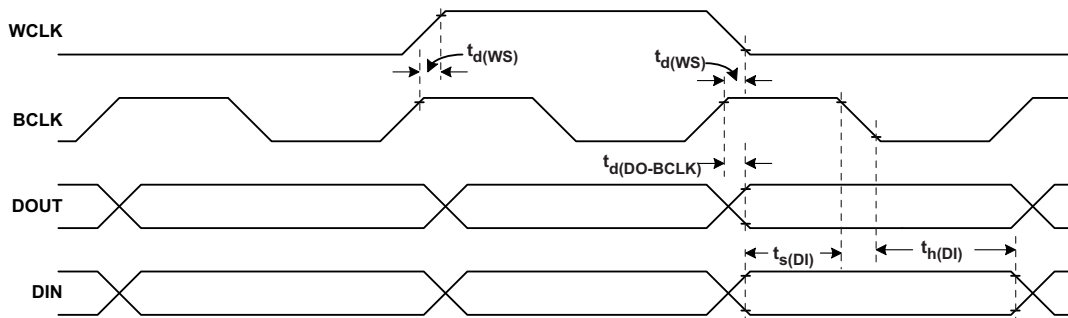 WCLK
t_d(WS)
t_d(WS)
BCLK
t_d(DO-BCLK)
DOUT
t_s(DI)
t_h(DI)
DIN